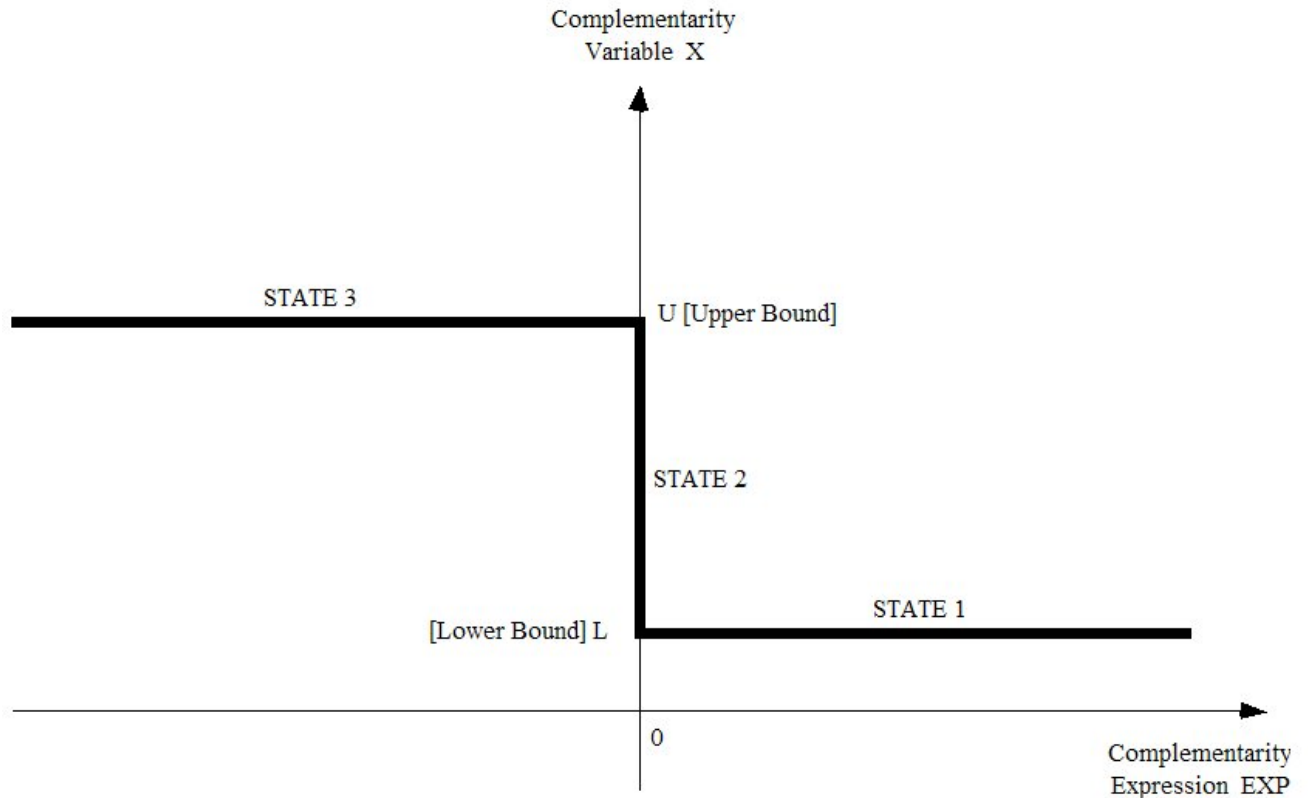 Complementarity
Variable X
STATE 3
U [Upper Bound]
STATE 2
STATE 1
[Lower Bound] L
0
Complementarity
Expression EXP